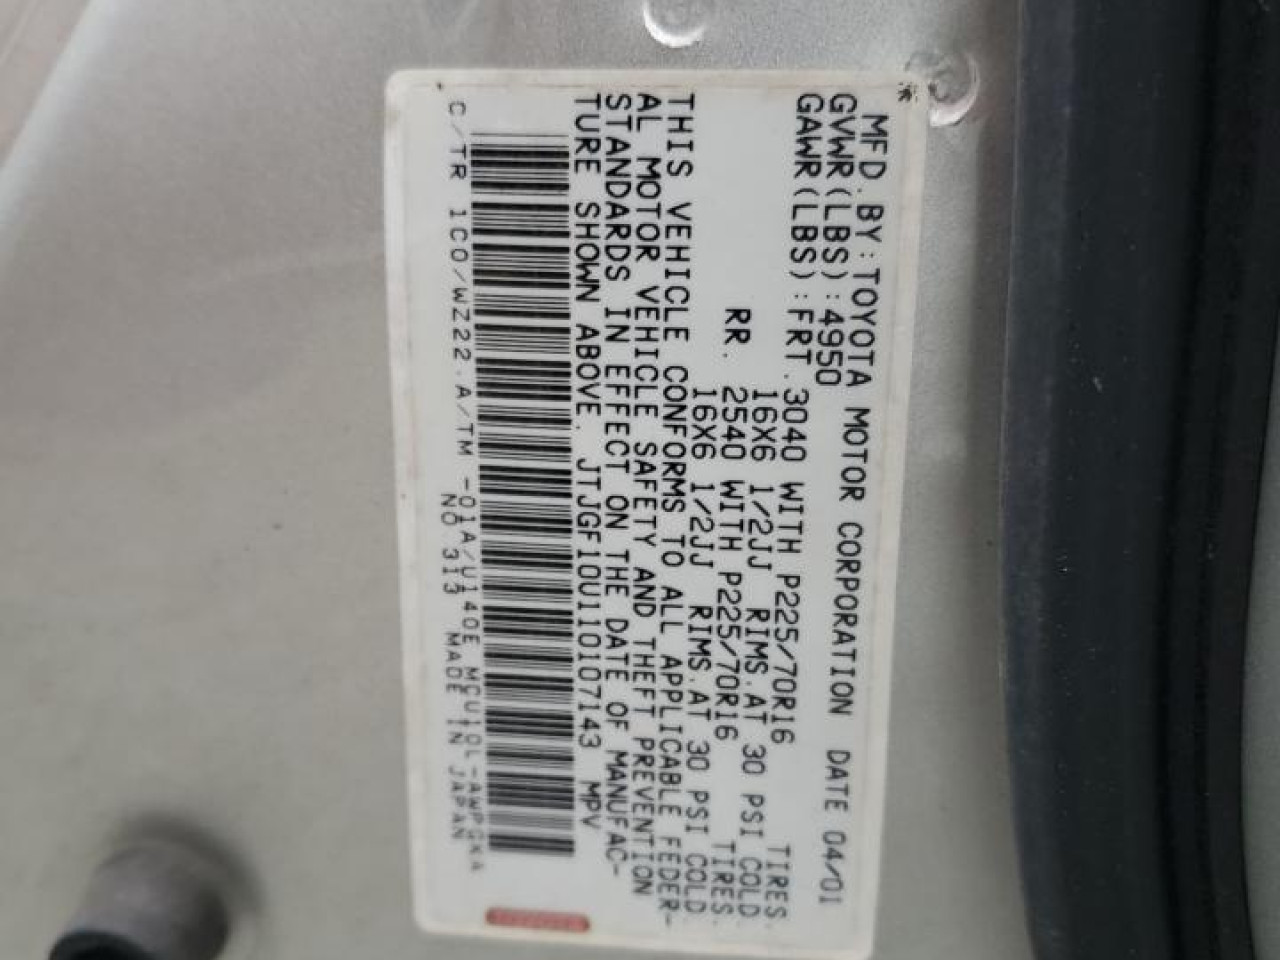 MFD. BY: TOYOTA MOTOR CORPORATION DATE 04/01
GVWR(LBS): 4950
GAWR(LBS): FRT. 3040 WITH P225/70R16 TIRES.
16X6 1/2JJ RIMS. AT 30 PSI COLD.
RR. 2540 WITH P225/70R16 TIRES.
16X6 1/2JJ RIMS. AT 30 PSI COLD.
THIS VEHICLE CONFORMS TO ALL APPLICABLE FEDER-
AL MOTOR VEHICLE SAFETY AND THEFT PREVENTION
STANDARDS IN EFFECT ON THE DATE OF MANUFAC-
TURE SHOWN ABOVE. JTJGF10U110107143 MPV
C/TR 1C0/WZ22. A/TM -01A/U140E MCU10L-AWPGKA
NO 313 MADE IN JAPAN